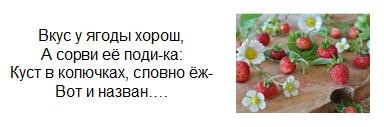 Вкус у ягоды хорош,
А сорви её поди-ка:
Куст в колючках, словно ёж-
Вот и назван….